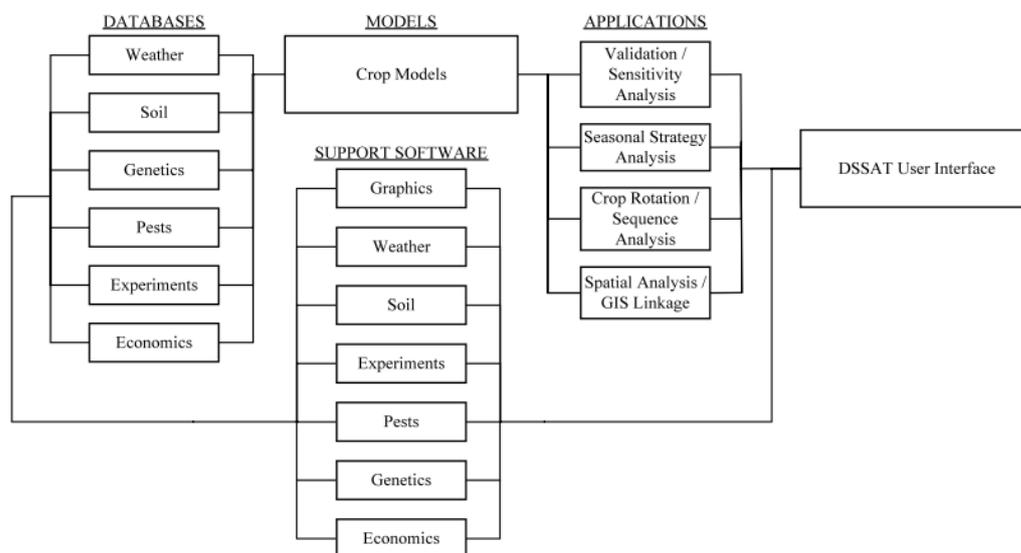 DATABASES
Weather
Soil
Genetics
Pests
Experiments
Economics
MODELS
Crop Models
SUPPORT SOFTWARE
Graphics
Weather
Soil
Experiments
Pests
Genetics
Economics
APPLICATIONS
Validation /
Sensitivity
Analysis
Seasonal Strategy
Analysis
Crop Rotation /
Sequence
Analysis
Spatial Analysis /
GIS Linkage
DSSAT User Interface